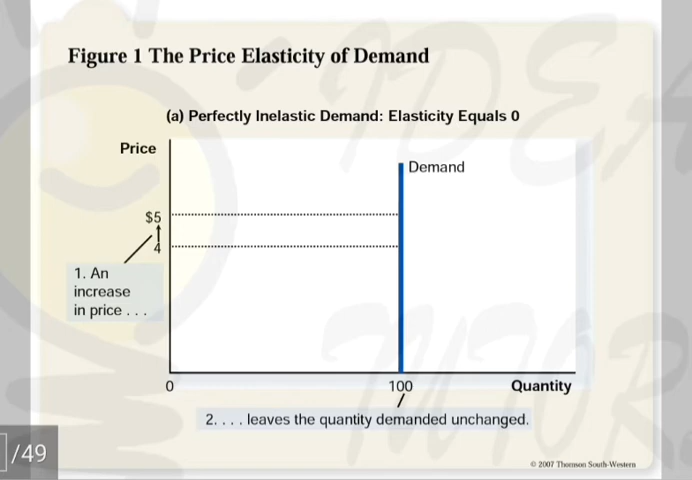 Figure 1 The Price Elasticity of Demand
(a) Perfectly Inelastic Demand: Elasticity Equals 0
Price
Demand
$5
4
1. An
increase
in price . . .
0
100
Quantity
2. . . . leaves the quantity demanded unchanged.
/49
© 2007 Thomson South-Western